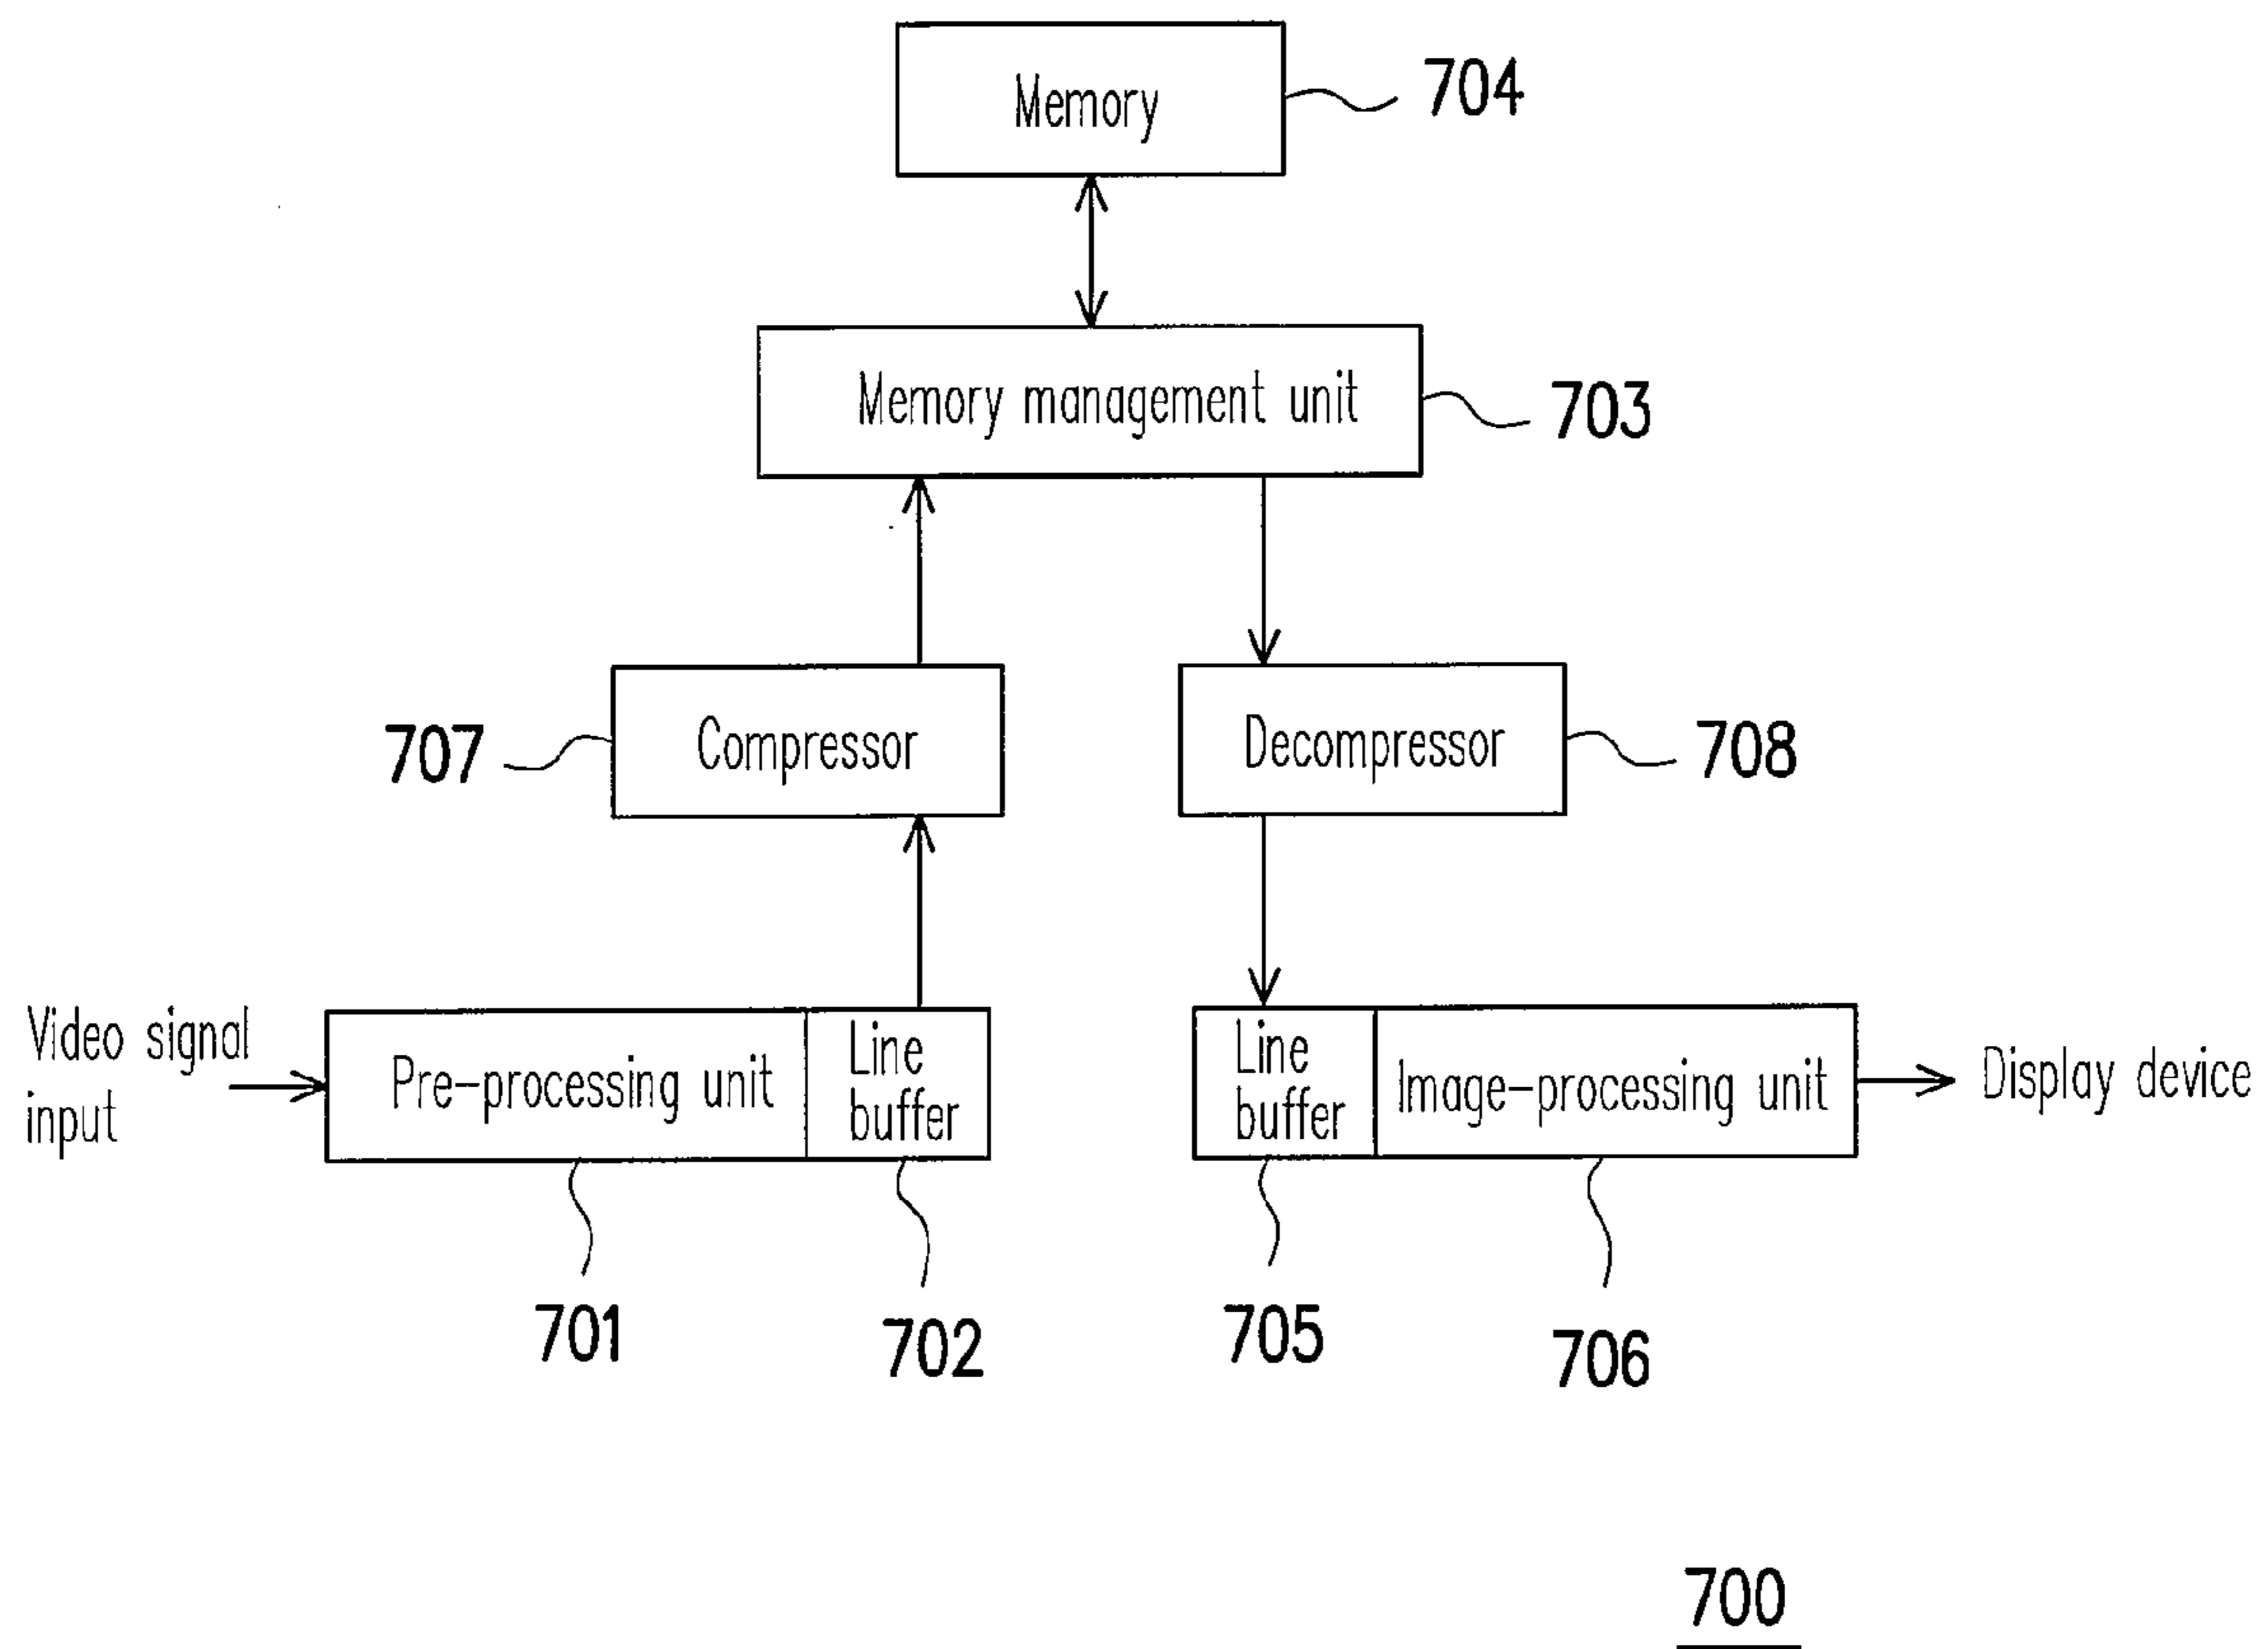 Memory
704
Memory management unit
703
707
Compressor
Decompressor
708
Video signal
input
Pre-processing unit
Line
buffer
Line
buffer
Image-processing unit
Display device
701
702
705
706
700